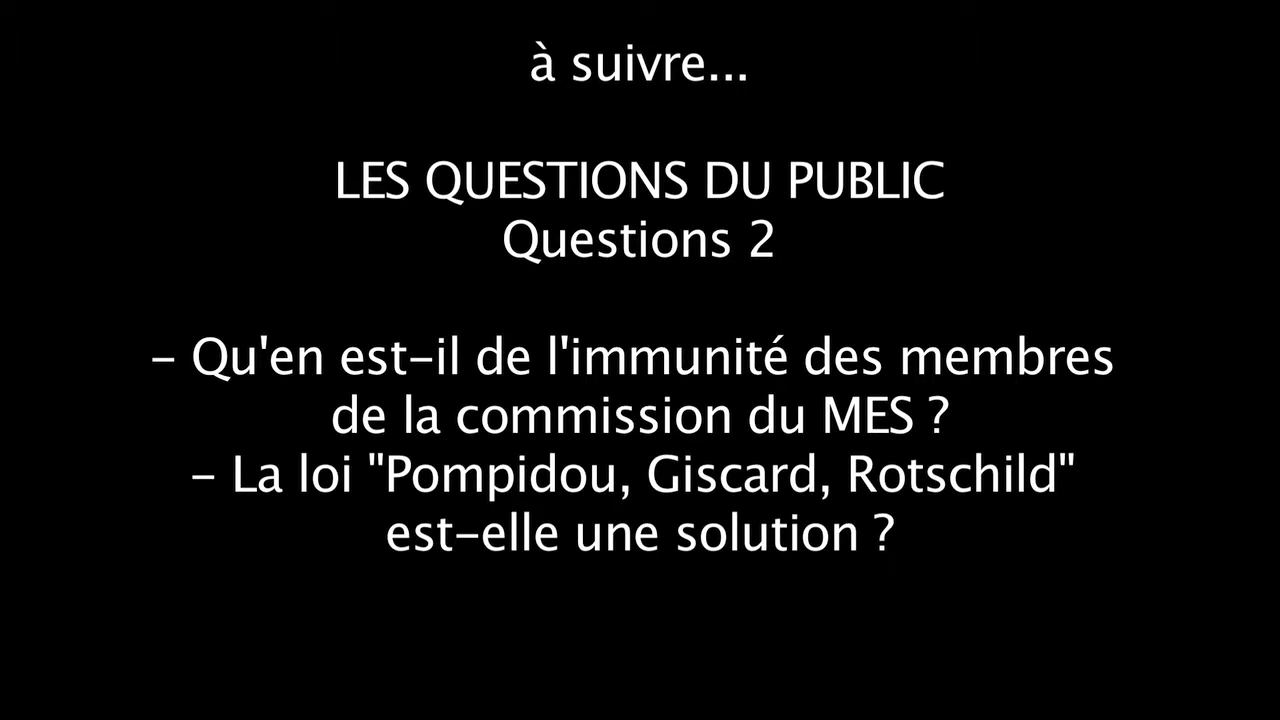 à suivre...
LES QUESTIONS DU PUBLIC
Questions 2
- Qu'en est-il de l'immunité des membres
de la commission du MES ?
- La loi "Pompidou, Giscard, Rotschild"
est-elle une solution ?